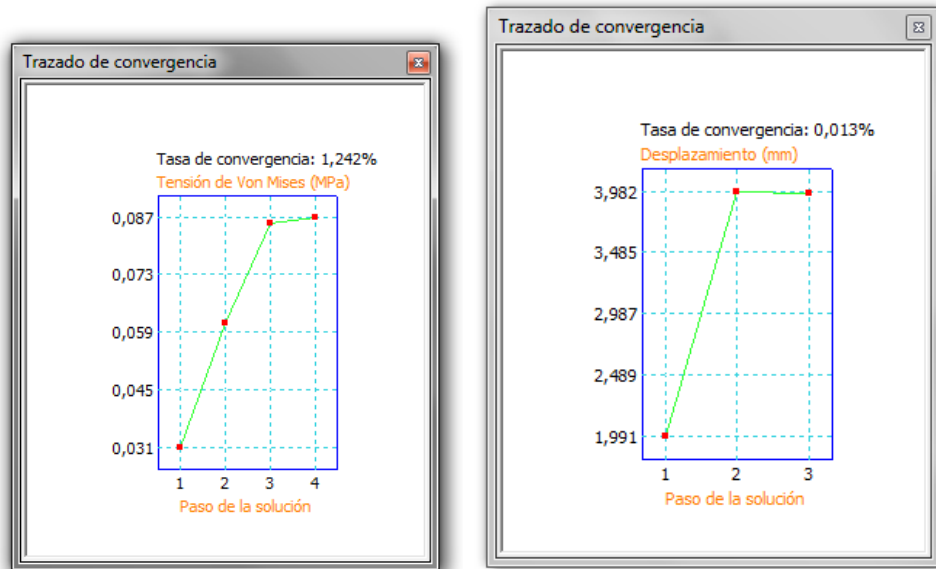 Trazado de convergencia
Tasa de convergencia: 1,242%
Tensión de Von Mises (MPa)
0,087
0,073
0,059
0,045
0,031
1 2 3 4
Paso de la solución
Trazado de convergencia
Tasa de convergencia: 0,013%
Desplazamiento (mm)
3,982
3,485
2,987
2,489
1,991
1 2 3
Paso de la solución